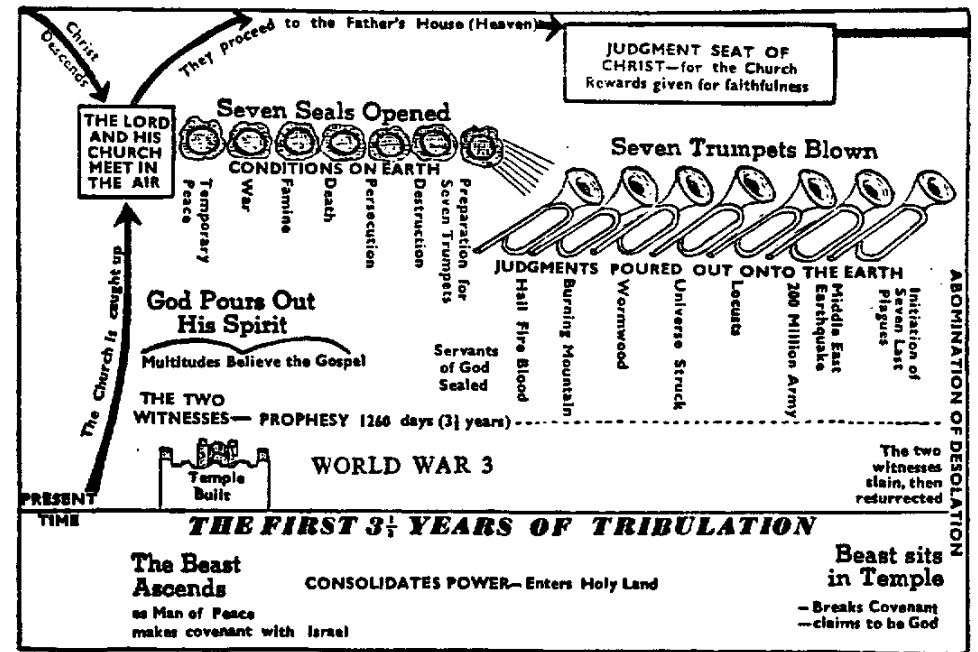 Christ
Descends
They proceed to the Father's House (Heaven)
JUDGMENT SEAT OF
CHRIST—for the Church
Rewards given for faithfulness
THE LORD
AND HIS
CHURCH
MEET IN
THE AIR
Seven Seals Opened
CONDITIONS ON EARTH
Temporary
Peace
War
Famine
Death
Persecution
Destruction
Preparation for
Seven Trumpets
Seven Trumpets Blown
JUDGMENTS POURED OUT ONTO THE EARTH
Hail Fire Blood
Burning Mountain
Wormwood
Universe Struck
Locusts
200 Million Army
Middle East
Earthquake
Initiation of
Seven Last
Plagues
ABOMINATION OF DESOLATION
The Church is caught up
God Pours Out
His Spirit
Multitudes Believe the Gospel
Servants
of God
Sealed
THE TWO
WITNESSES— PROPHESY 1260 days (3½ years)
Temple
Built
WORLD WAR 3
The two
witnesses
slain, then
resurrected
PRESENT
TIME
THE FIRST 3½ YEARS OF TRIBULATION
The Beast
Ascends
as Man of Peace
makes covenant with Israel
CONSOLIDATES POWER— Enters Holy Land
Beast sits
in Temple
—Breaks Covenant
—claims to be God